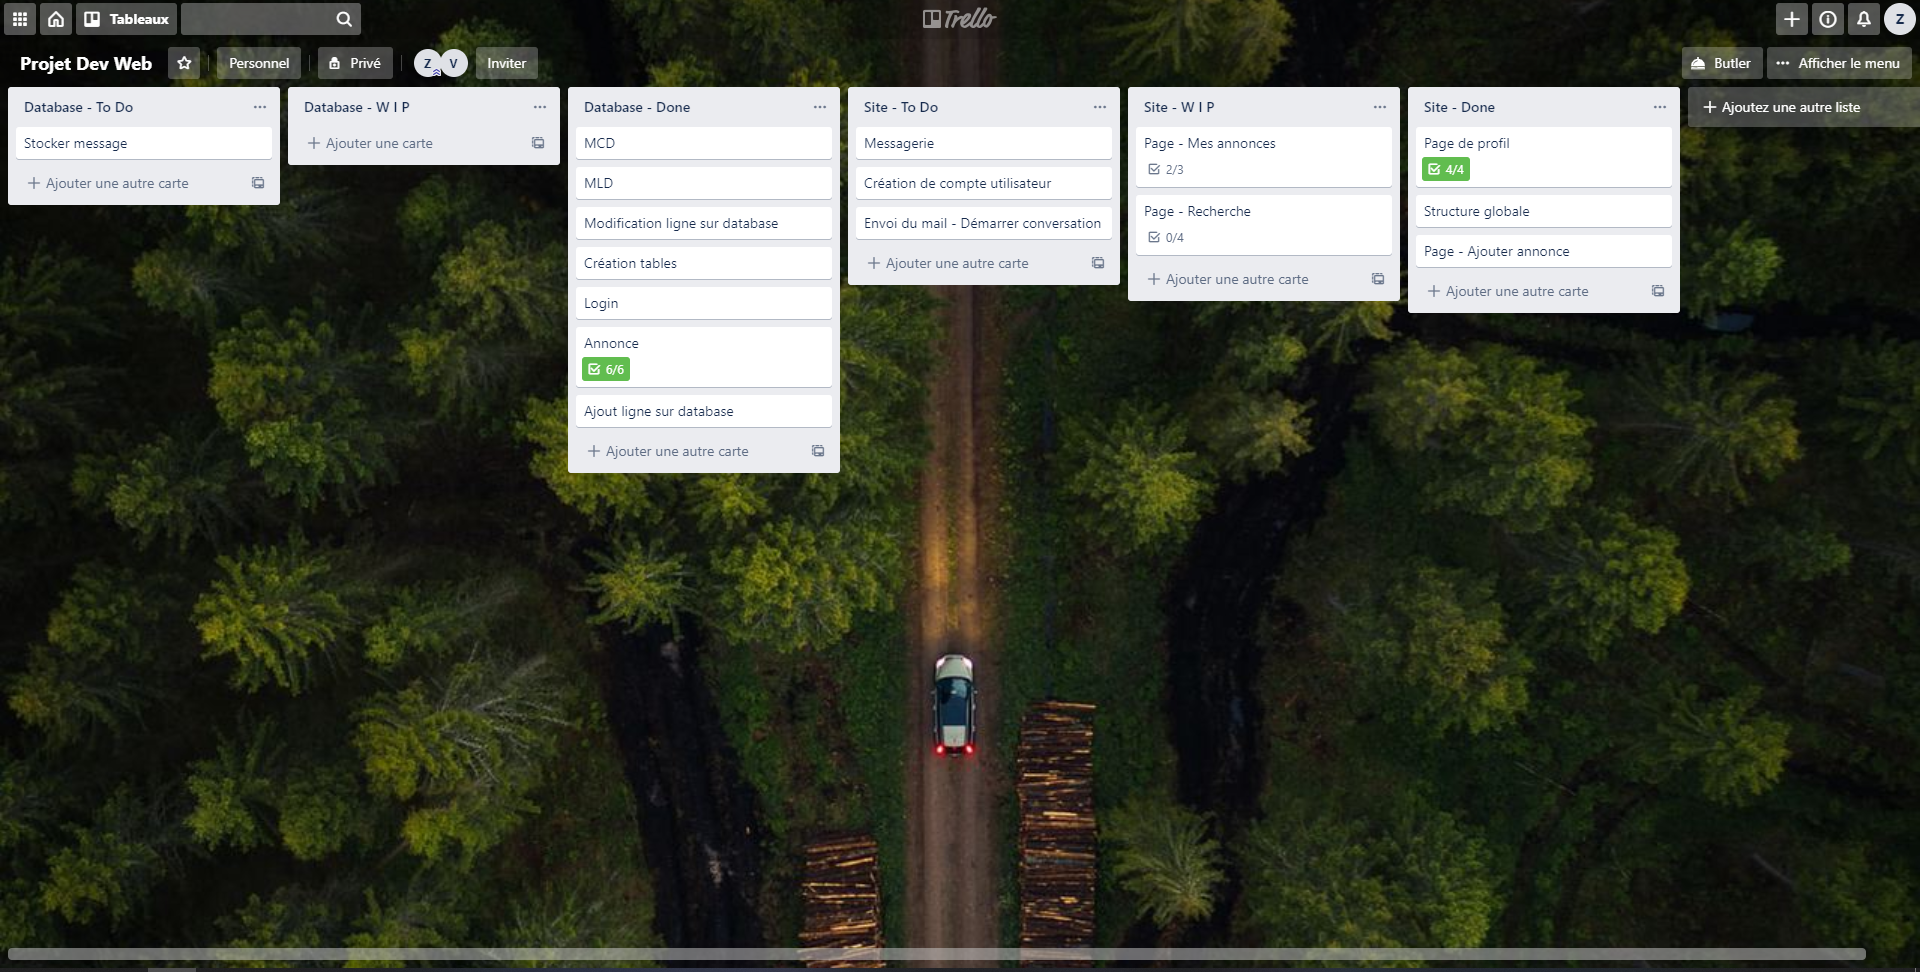 Tableaux
Trello
Z
Projet Dev Web
Personnel
Privé
Z
V
Inviter
Butler
Afficher le menu
Database - To Do
Stocker message
Ajouter une autre carte
Database - W I P
Ajouter une carte
Database - Done
MCD
MLD
Modification ligne sur database
Création tables
Login
Annonce
6/6
Ajout ligne sur database
Ajouter une autre carte
Site - To Do
Messagerie
Création de compte utilisateur
Envoi du mail - Démarrer conversation
Ajouter une autre carte
Site - W I P
Page - Mes annonces
2/3
Page - Recherche
0/4
Ajouter une autre carte
Site - Done
Page de profil
4/4
Structure globale
Page - Ajouter annonce
Ajouter une autre carte
Ajoutez une autre liste